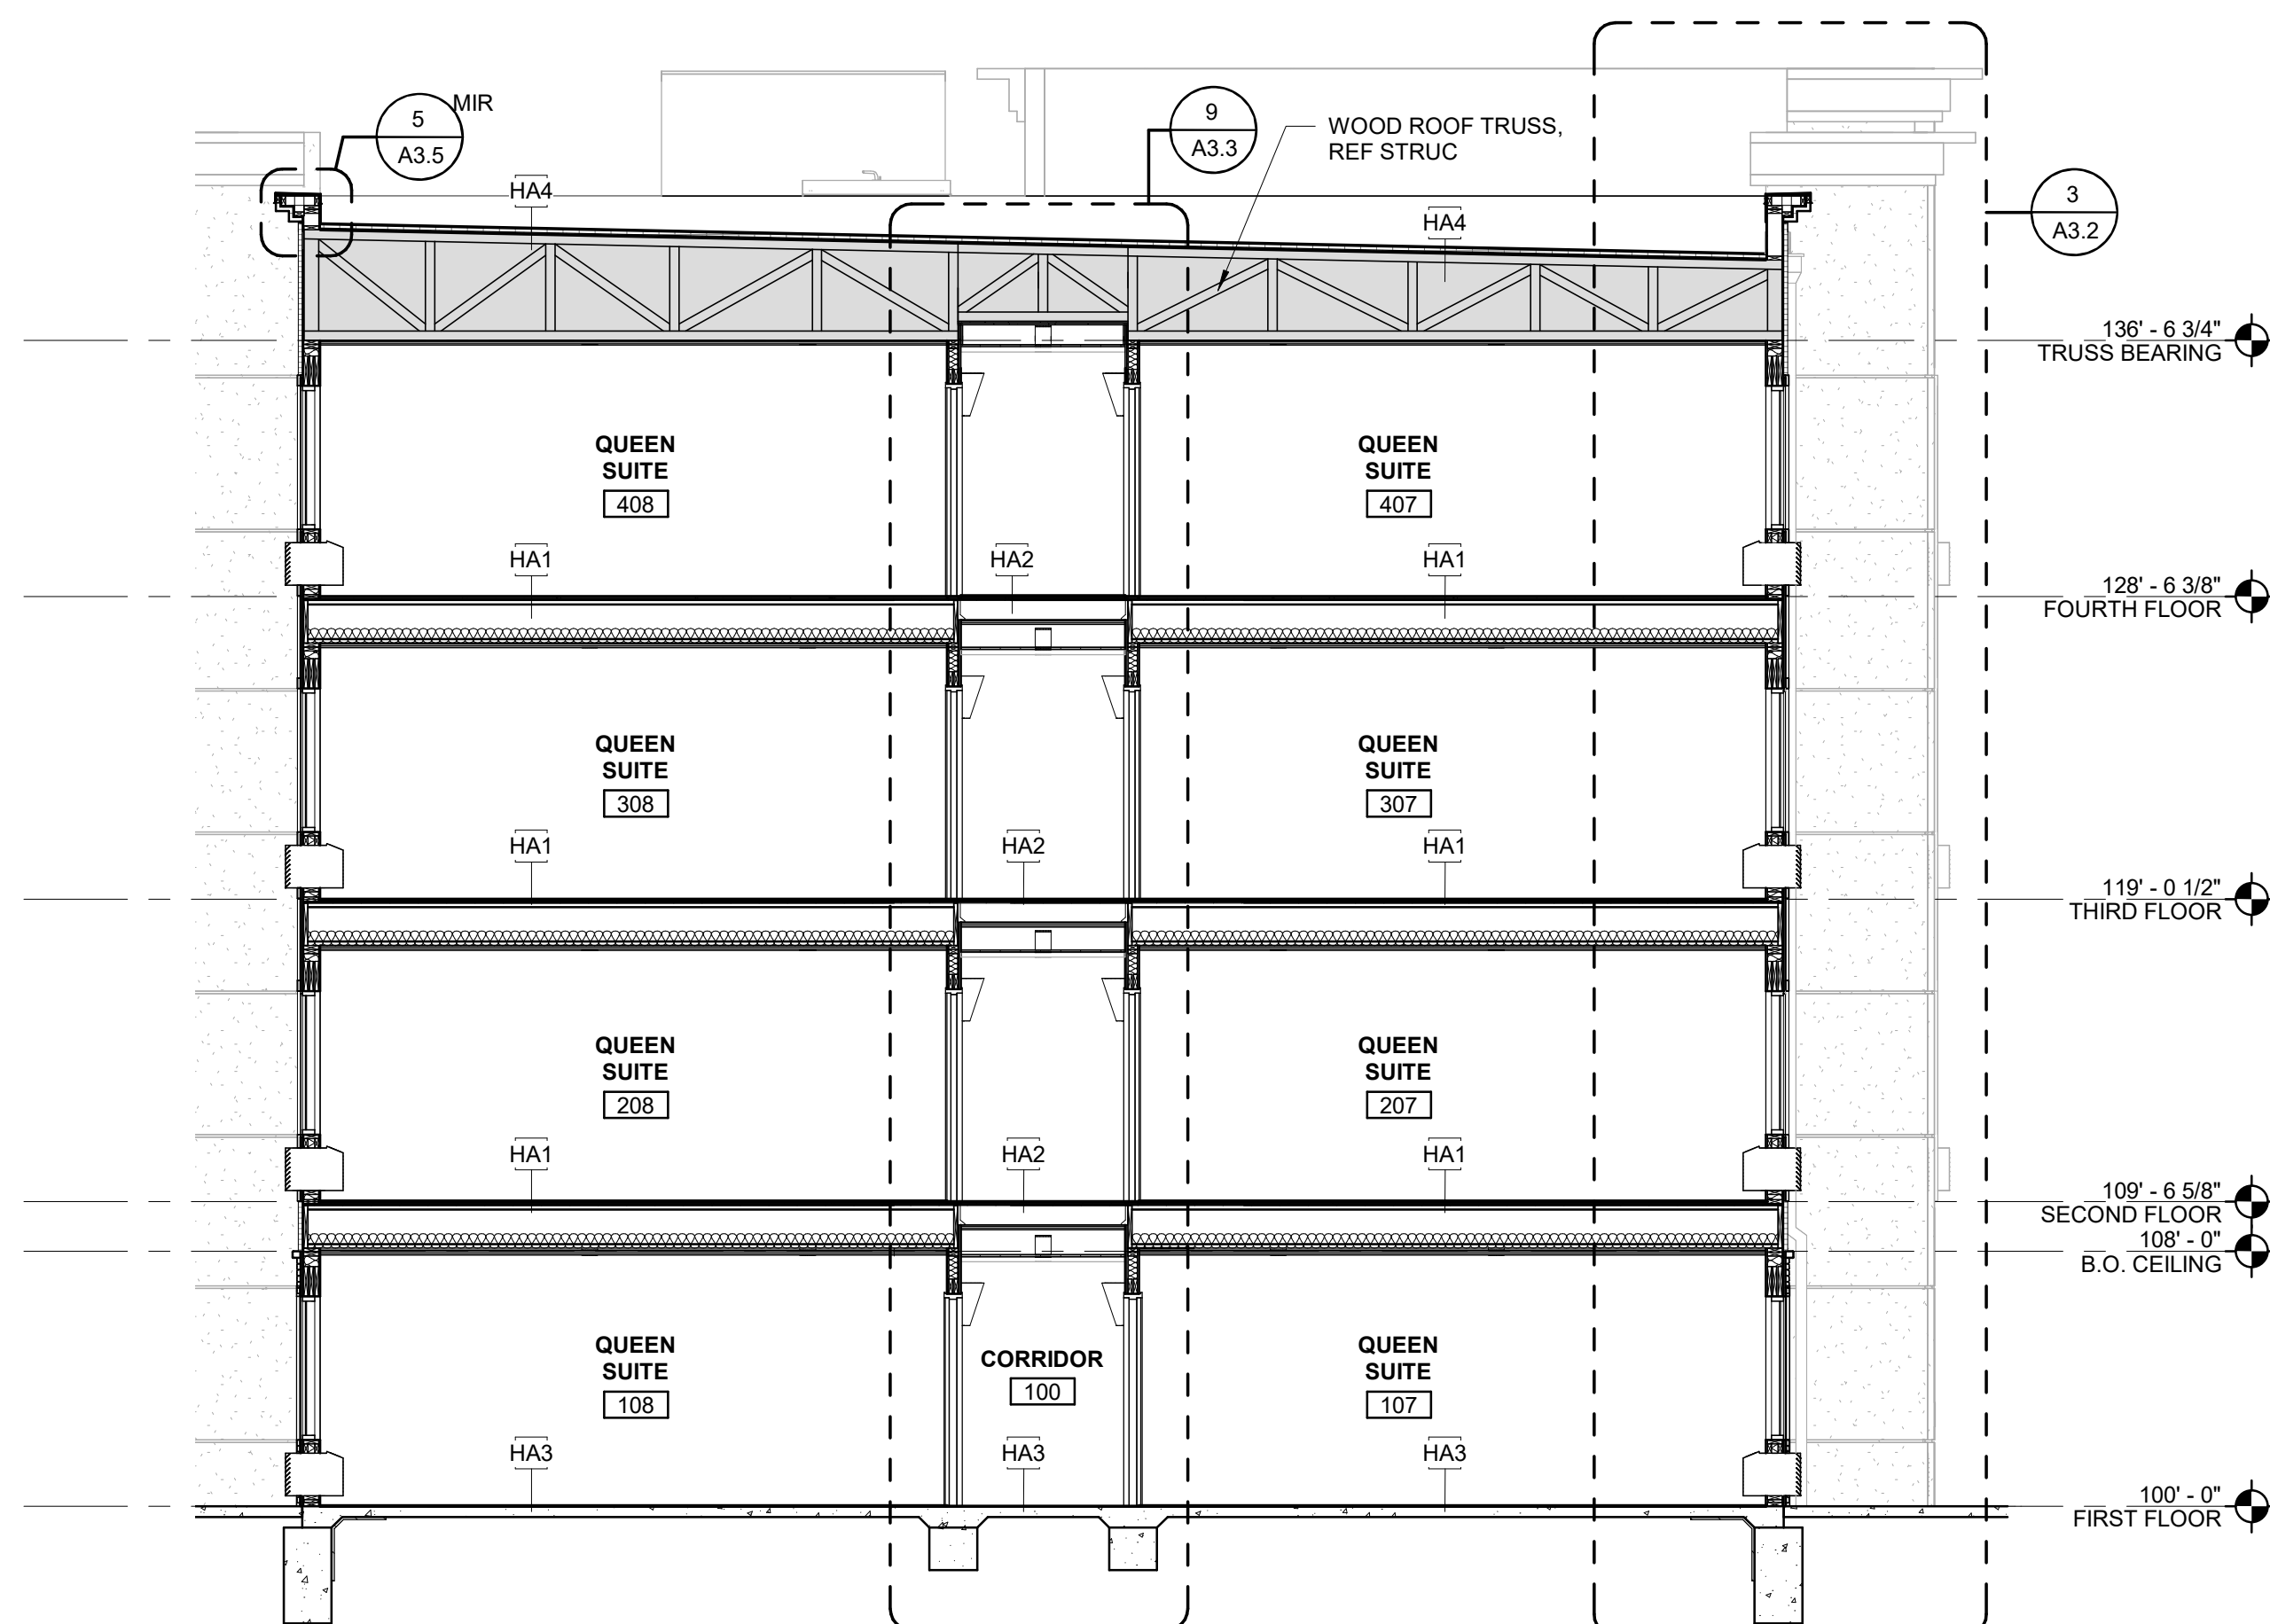 MIR
5
A3.5
9
A3.3
WOOD ROOF TRUSS,
REF STRUC
3
A3.2
HA4
HA4
136' - 6 3/4"
TRUSS BEARING
QUEEN
SUITE
408
QUEEN
SUITE
407
HA1
HA2
HA1
128' - 6 3/8"
FOURTH FLOOR
QUEEN
SUITE
308
QUEEN
SUITE
307
HA1
HA2
HA1
119' - 0 1/2"
THIRD FLOOR
QUEEN
SUITE
208
QUEEN
SUITE
207
HA1
HA2
HA1
109' - 6 5/8"
SECOND FLOOR
108' - 0"
B.O. CEILING
QUEEN
SUITE
108
CORRIDOR
100
QUEEN
SUITE
107
HA3
HA3
HA3
100' - 0"
FIRST FLOOR